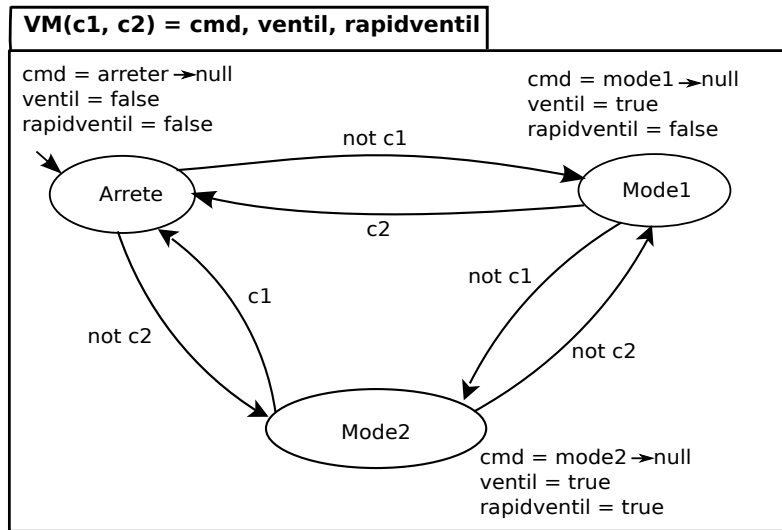 VM(c1, c2) = cmd, ventil, rapidventil
cmd = arreter → null
ventil = false
rapidventil = false
cmd = mode1 → null
ventil = true
rapidventil = false
not c1
Arrete
Mode1
c2
not c1
c1
not c2
not c2
Mode2
cmd = mode2 → null
ventil = true
rapidventil = true